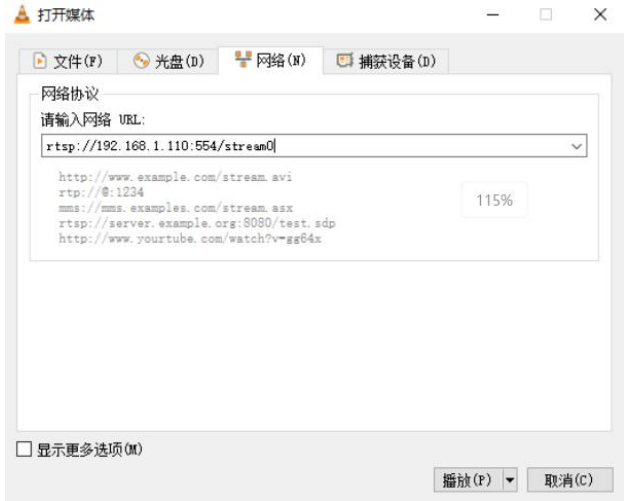 打开媒体
文件(F) 光盘(D) 网络(N) 捕获设备(D)
网络协议
请输入网络 URL:
rtsp://192.168.1.110:554/stream0
http://www.example.com/stream.avi
rtp://@:1234
mms://mms.examples.com/stream.asx
rtsp://server.example.org:8080/test.sdp
http://www.yourtube.com/watch?v=gg64x
115%
显示更多选项(M)
播放(P) 取消(C)